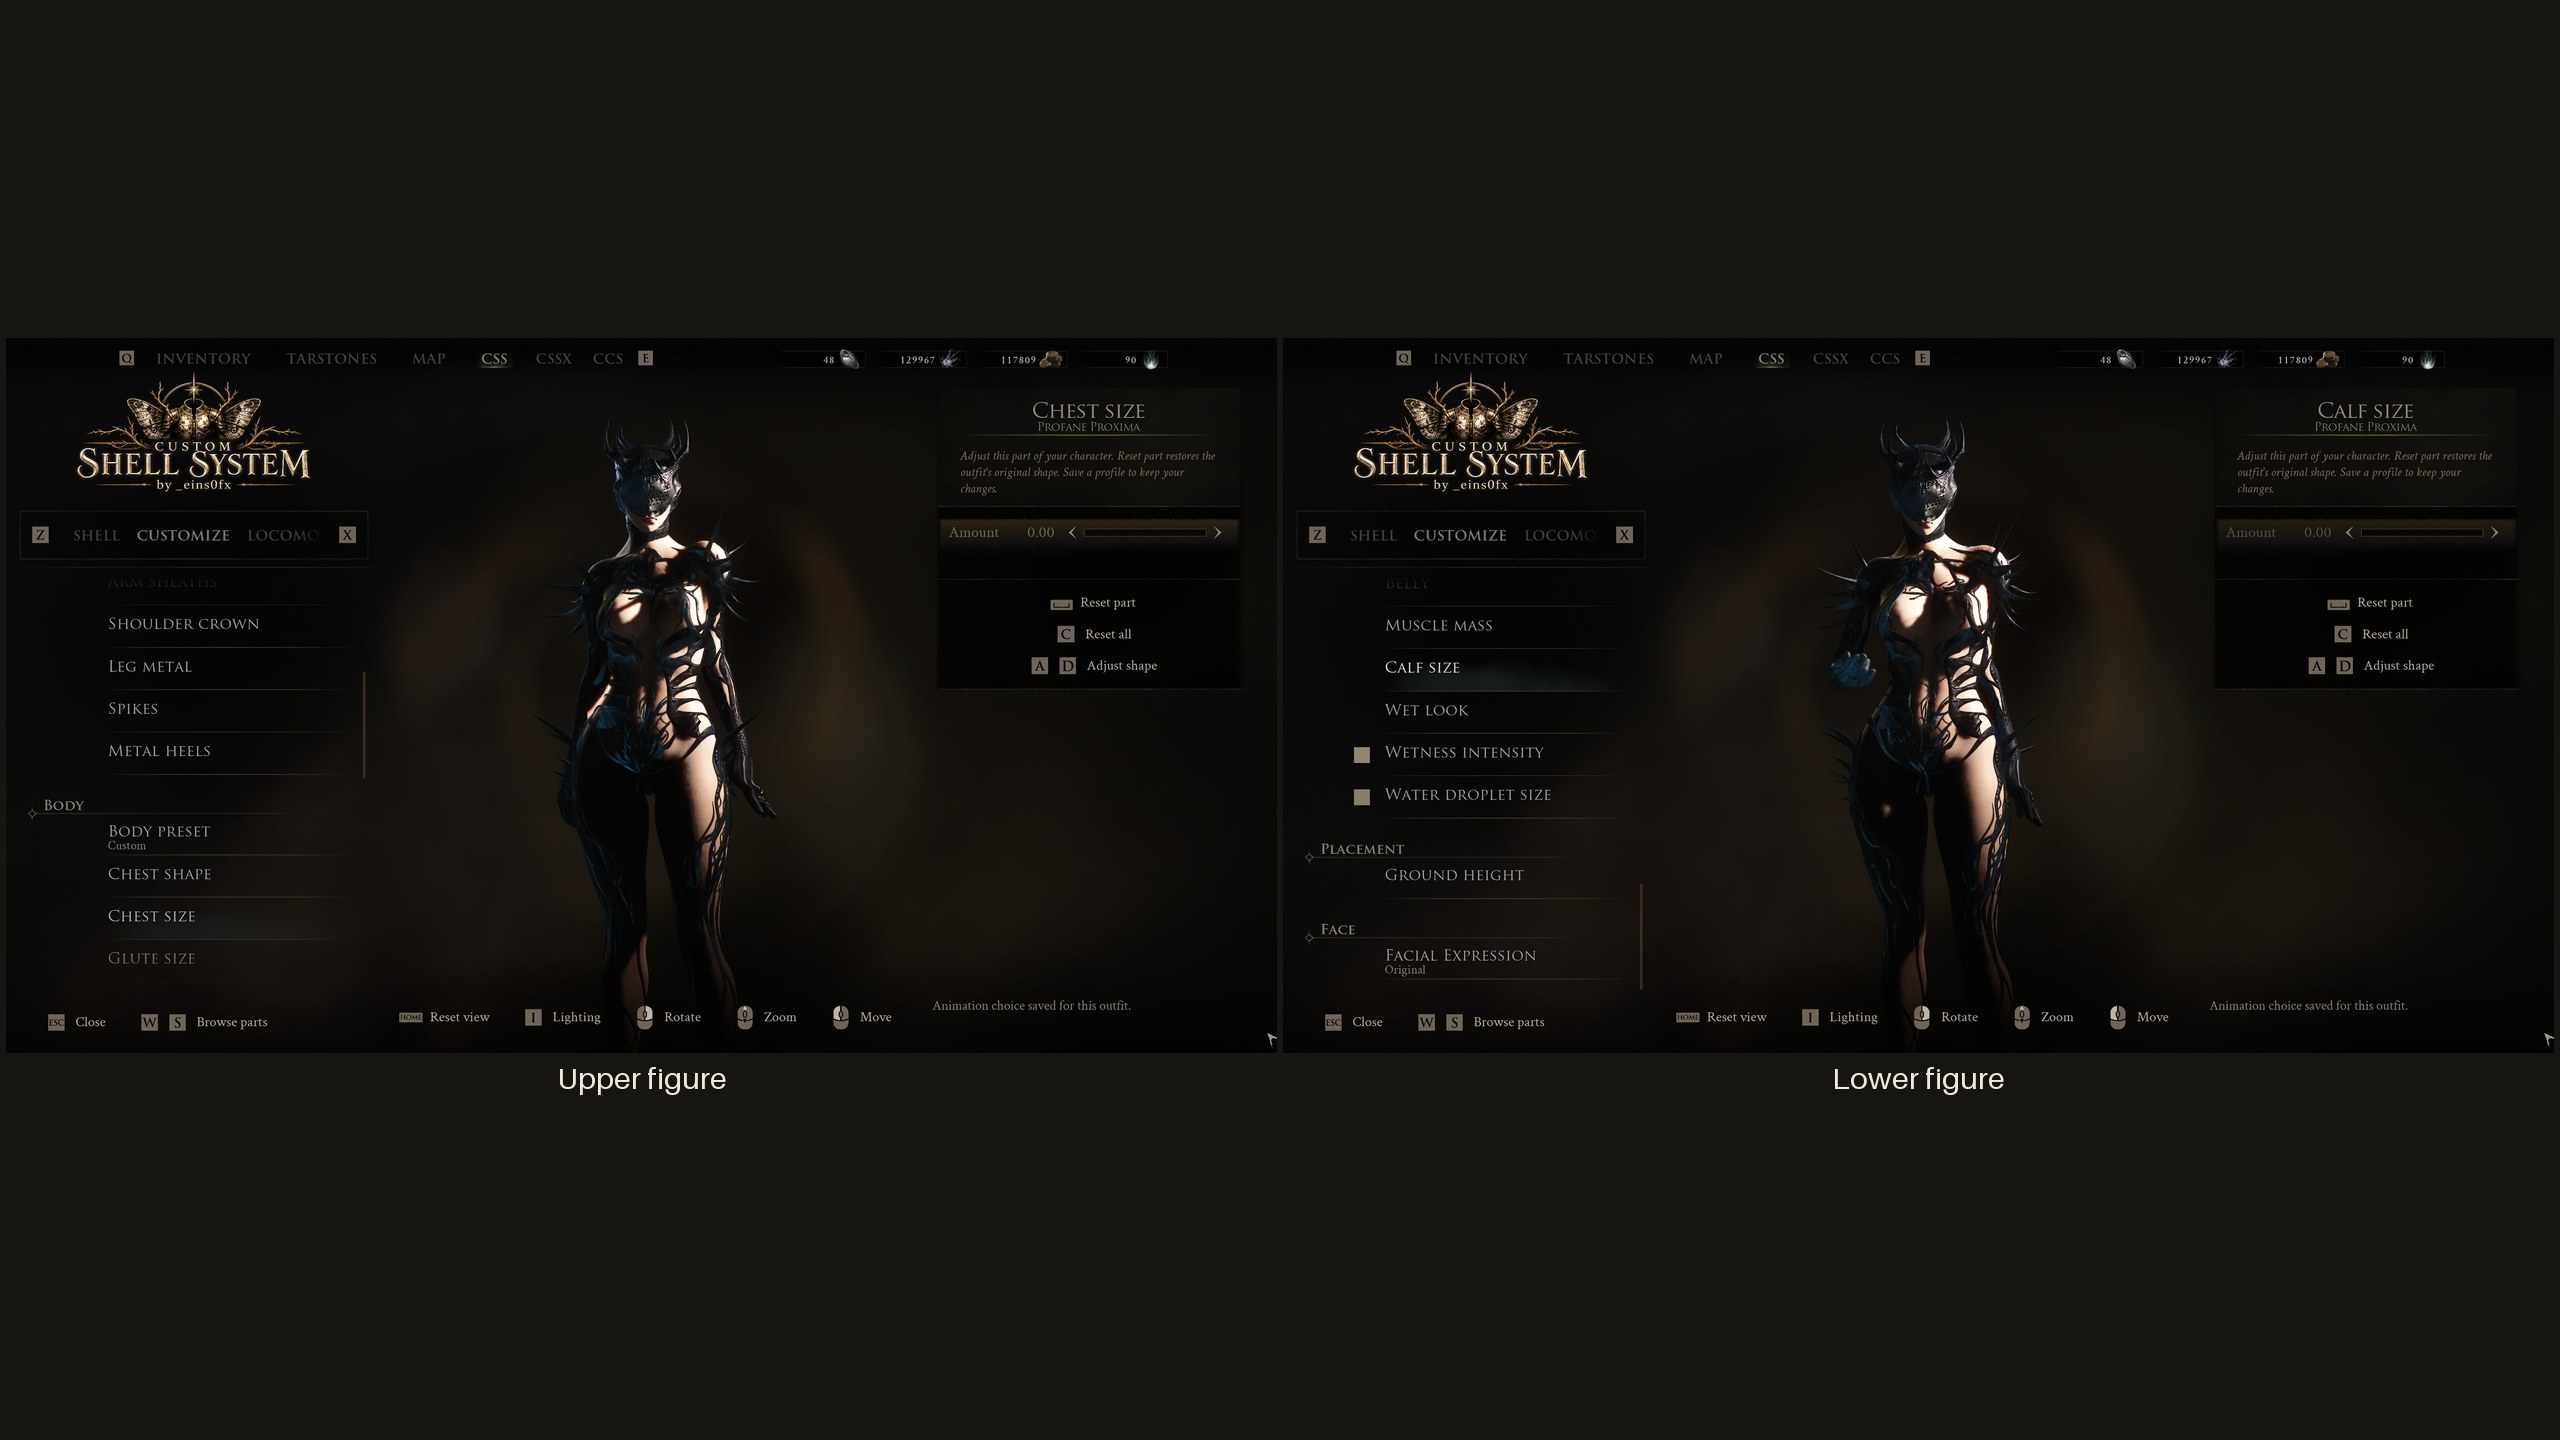 Q INVENTORY TARSTONES MAP CSS CSSX CCS E
48 129967 117809 90
CUSTOM
SHELL SYSTEM
by _eins0fx
Z SHELL CUSTOMIZE LOCOMO X
ARM SHEATHS
SHOULDER CROWN
LEG METAL
SPIKES
METAL HEELS
BODY
BODY PRESET
Custom
CHEST SHAPE
CHEST SIZE
GLUTE SIZE
ESC Close W S Browse parts
HOME Reset view I Lighting Rotate Zoom Move
CHEST SIZE
PROFANE PROXIMA
Adjust this part of your character. Reset part restores the
outfit's original shape. Save a profile to keep your
changes.
Amount 0.00
Reset part
C Reset all
A D Adjust shape
Animation choice saved for this outfit.
Upper figure
Q INVENTORY TARSTONES MAP CSS CSSX CCS E
48 129967 117809 90
CUSTOM
SHELL SYSTEM
by _eins0fx
Z SHELL CUSTOMIZE LOCOMO X
BELLY
MUSCLE MASS
CALF SIZE
WET LOOK
WETNESS INTENSITY
WATER DROPLET SIZE
PLACEMENT
GROUND HEIGHT
FACE
FACIAL EXPRESSION
Original
ESC Close W S Browse parts
HOME Reset view I Lighting Rotate Zoom Move
CALF SIZE
PROFANE PROXIMA
Adjust this part of your character. Reset part restores the
outfit's original shape. Save a profile to keep your
changes.
Amount 0.00
Reset part
C Reset all
A D Adjust shape
Animation choice saved for this outfit.
Lower figure